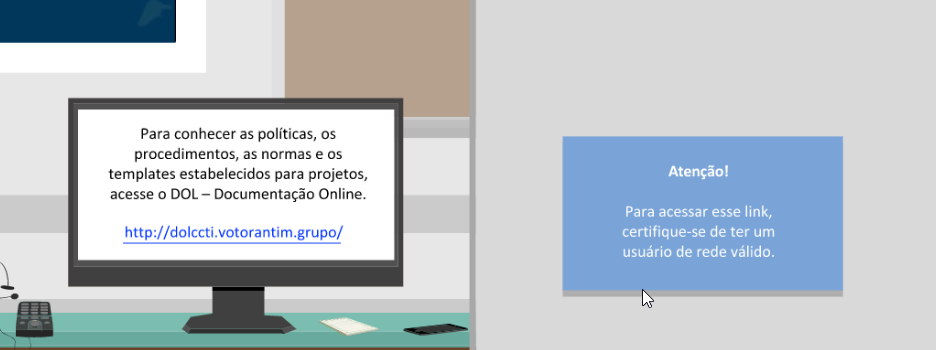 Para conhecer as políticas, os
procedimentos, as normas e os
templates estabelecidos para projetos,
acesse o DOL – Documentação Online.
http://dolccti.votorantim.grupo/
Atenção!
Para acessar esse link,
certifique-se de ter um
usuário de rede válido.